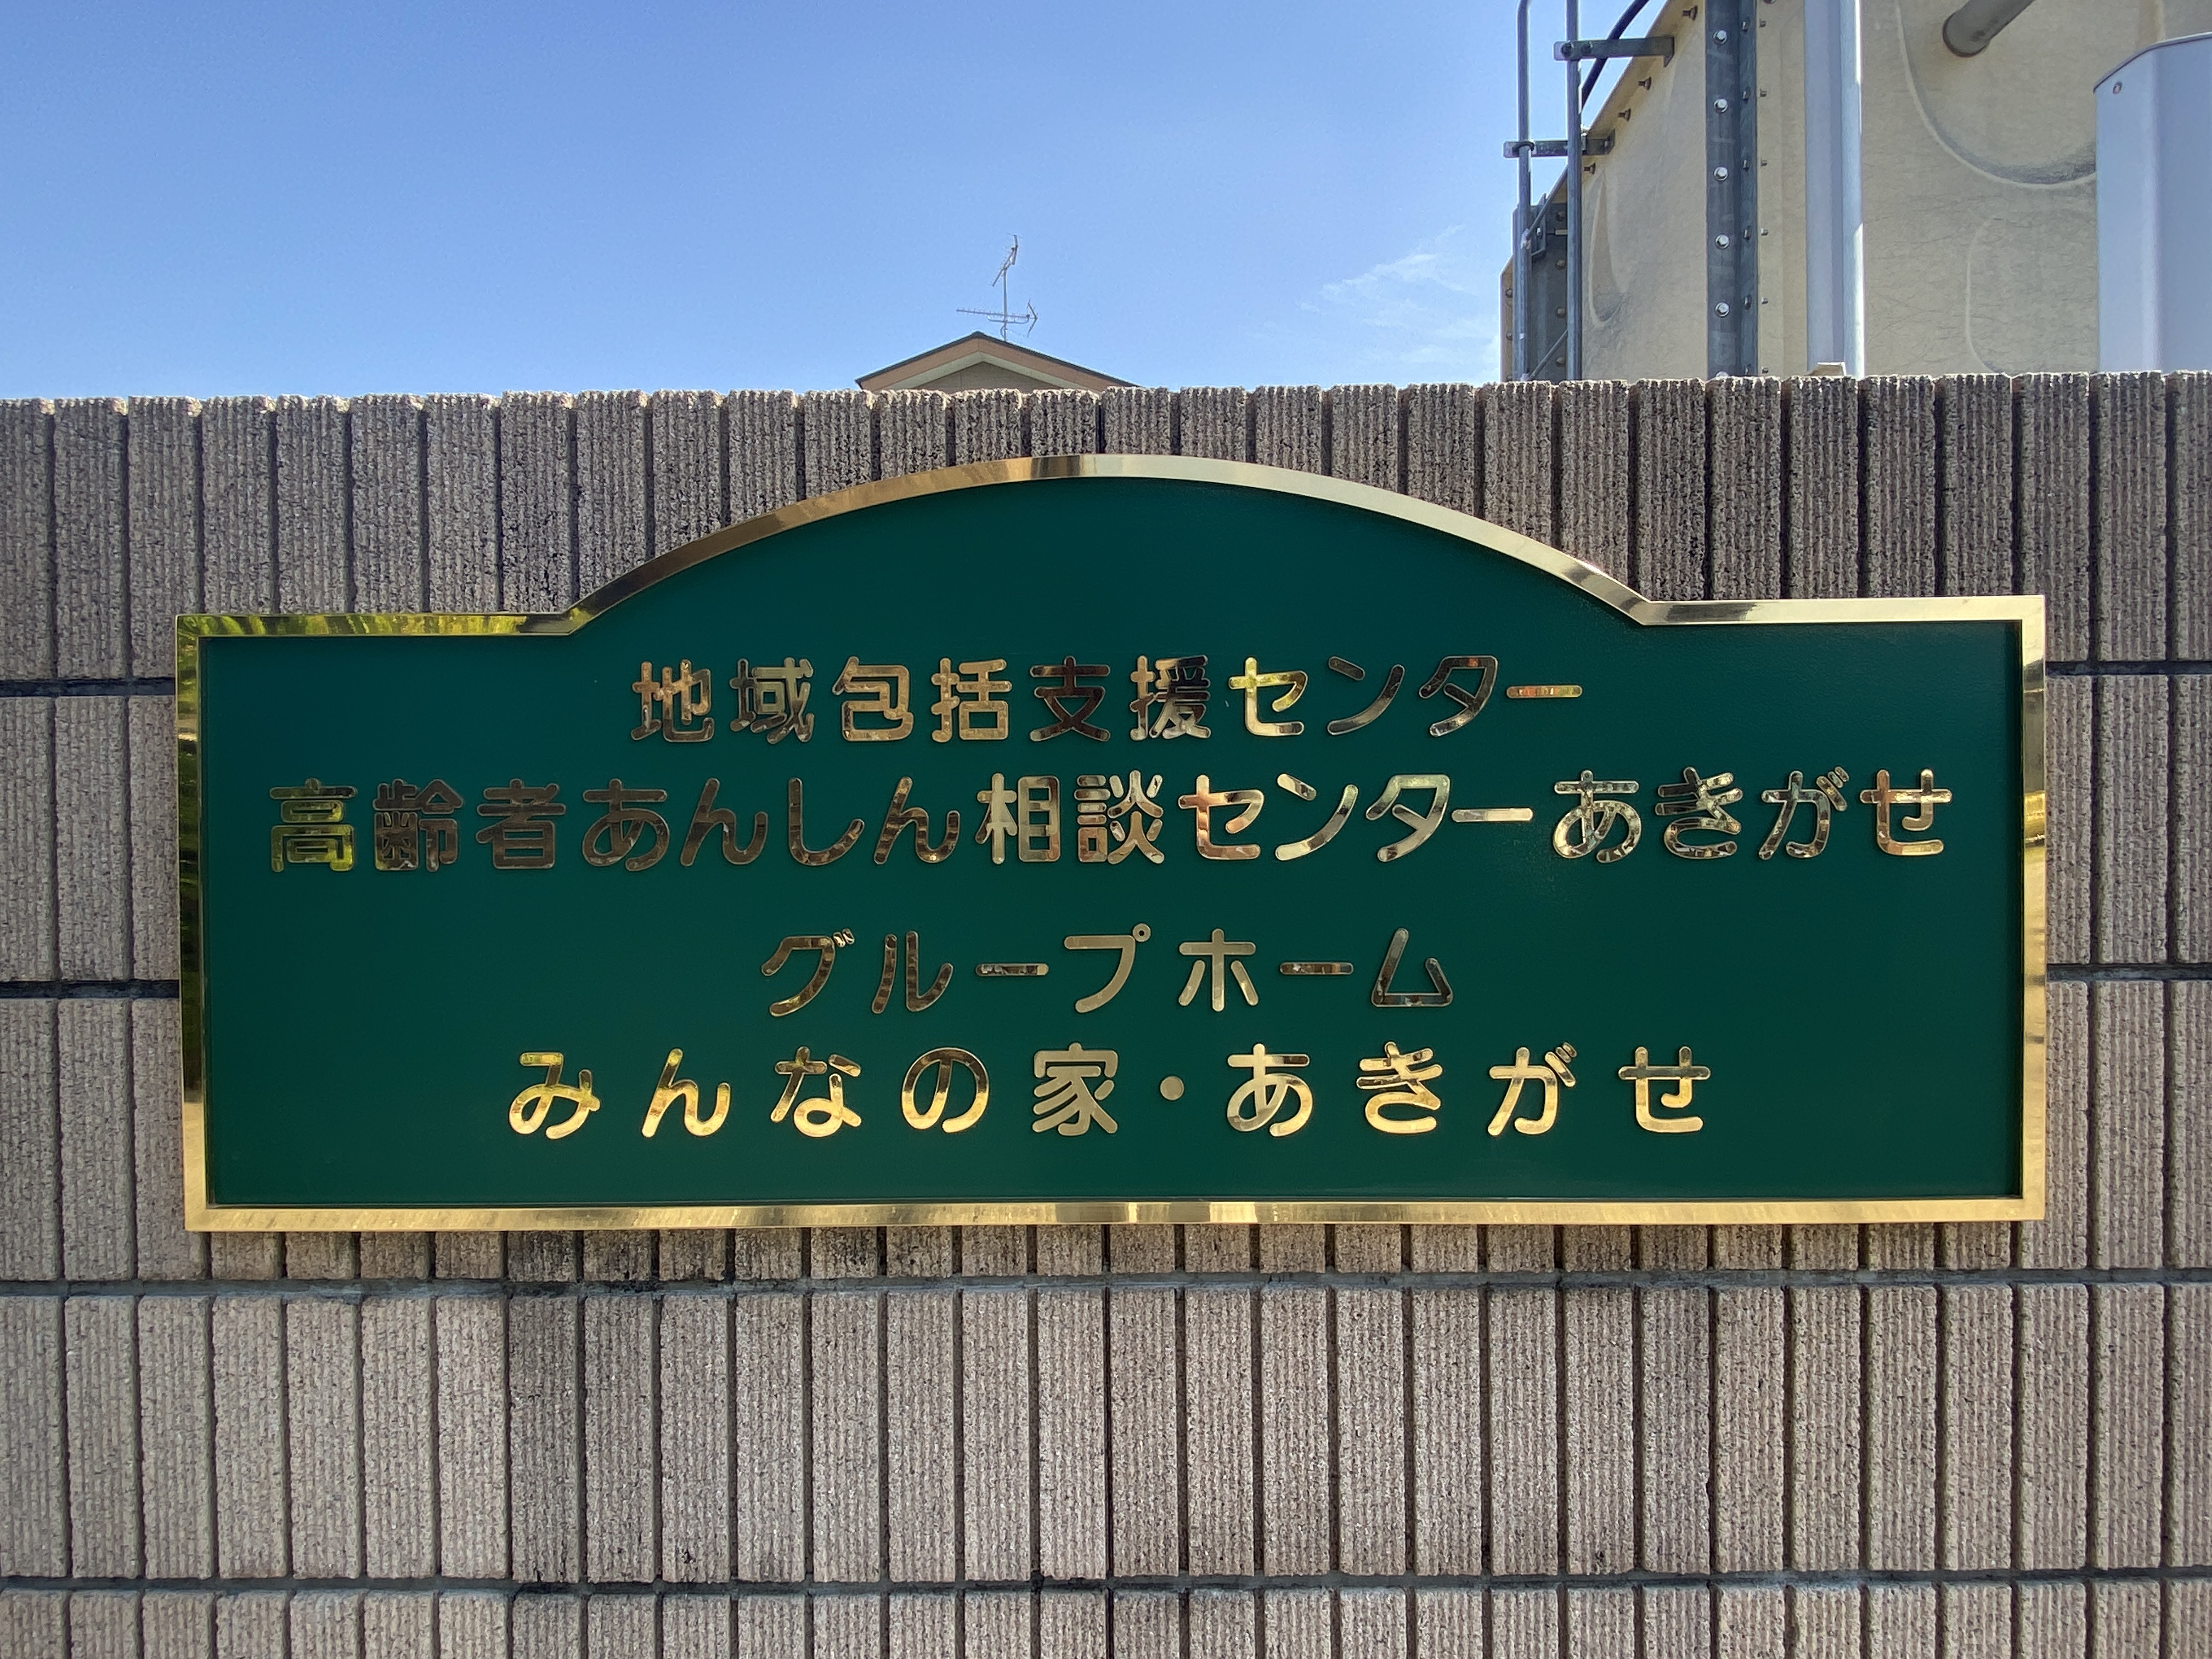 地域包括支援センター
高齢者あんしん相談センターあきがせ
グループホーム
みんなの家・あきがせ